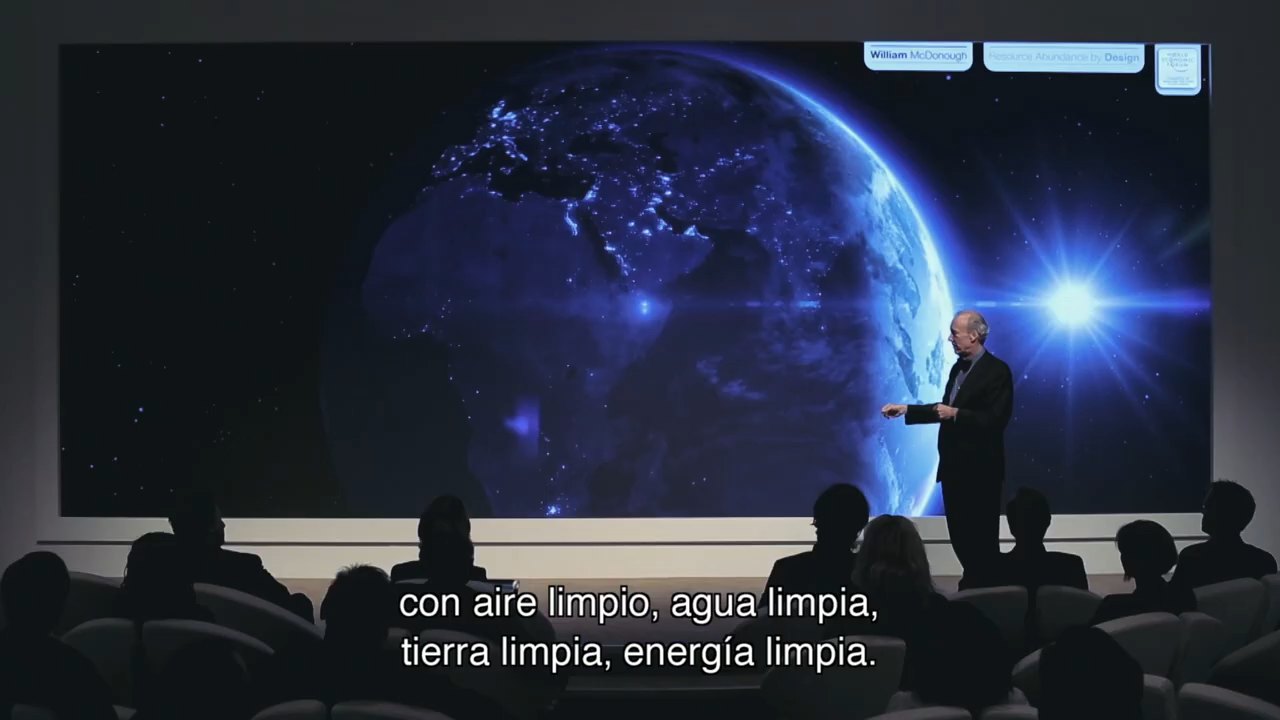 William McDonough
Resource Abundance by Design
con aire limpio, agua limpia,
tierra limpia, energía limpia.